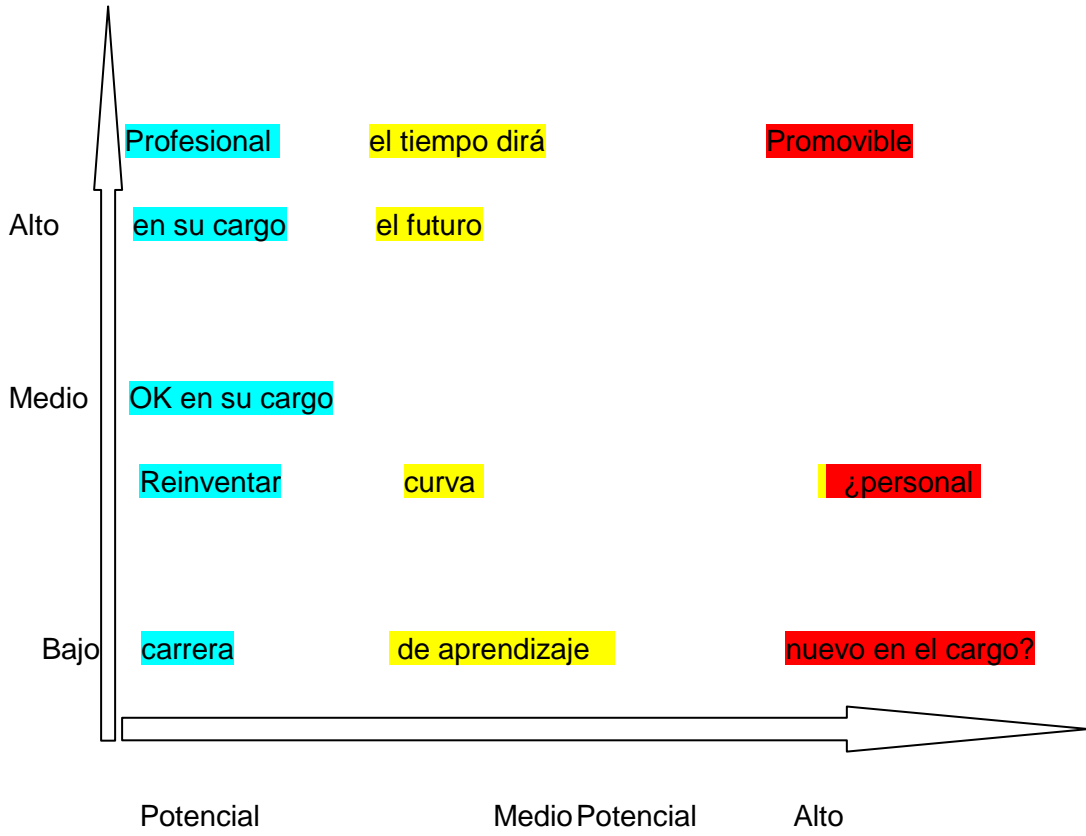 Profesional el tiempo dirá Promovible
Alto en su cargo el futuro
Medio OK en su cargo
Reinventar curva ¿personal
Bajo carrera de aprendizaje nuevo en el cargo?
Potencial Medio Potencial Alto